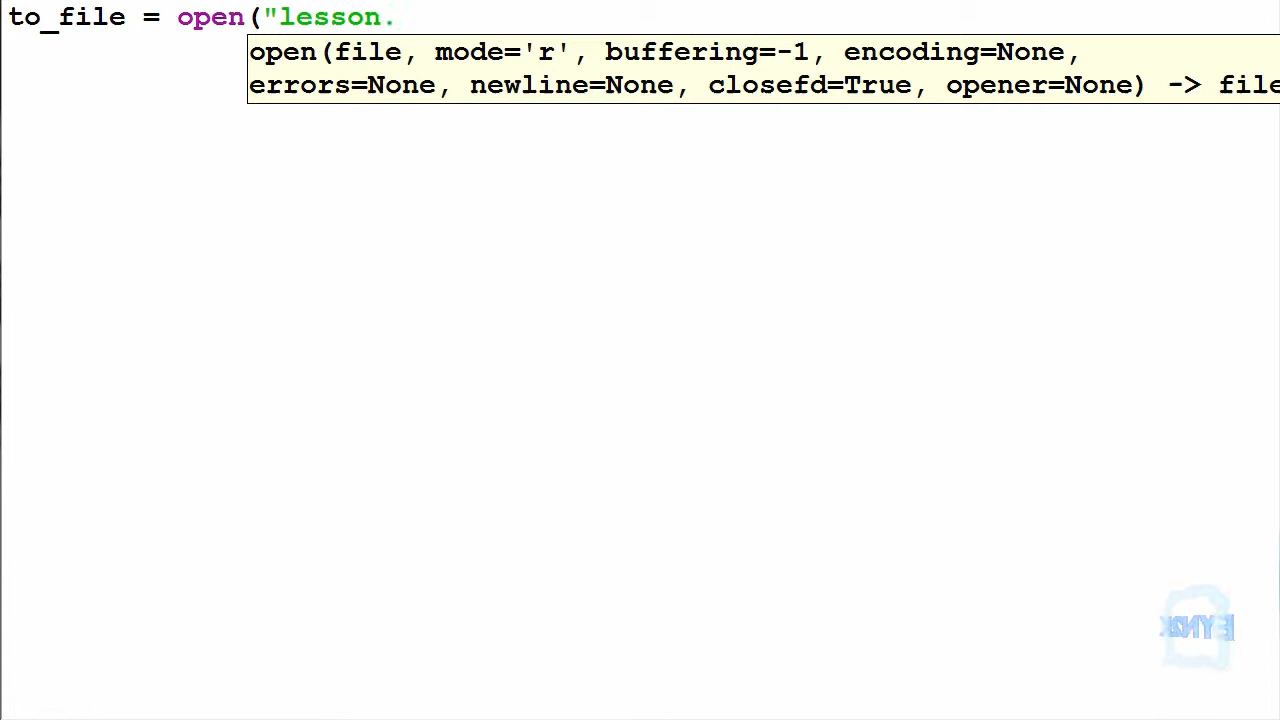 to_file = open("lesson.
open(file, mode='r', buffering=-1, encoding=None,
errors=None, newline=None, closefd=True, opener=None) -> file